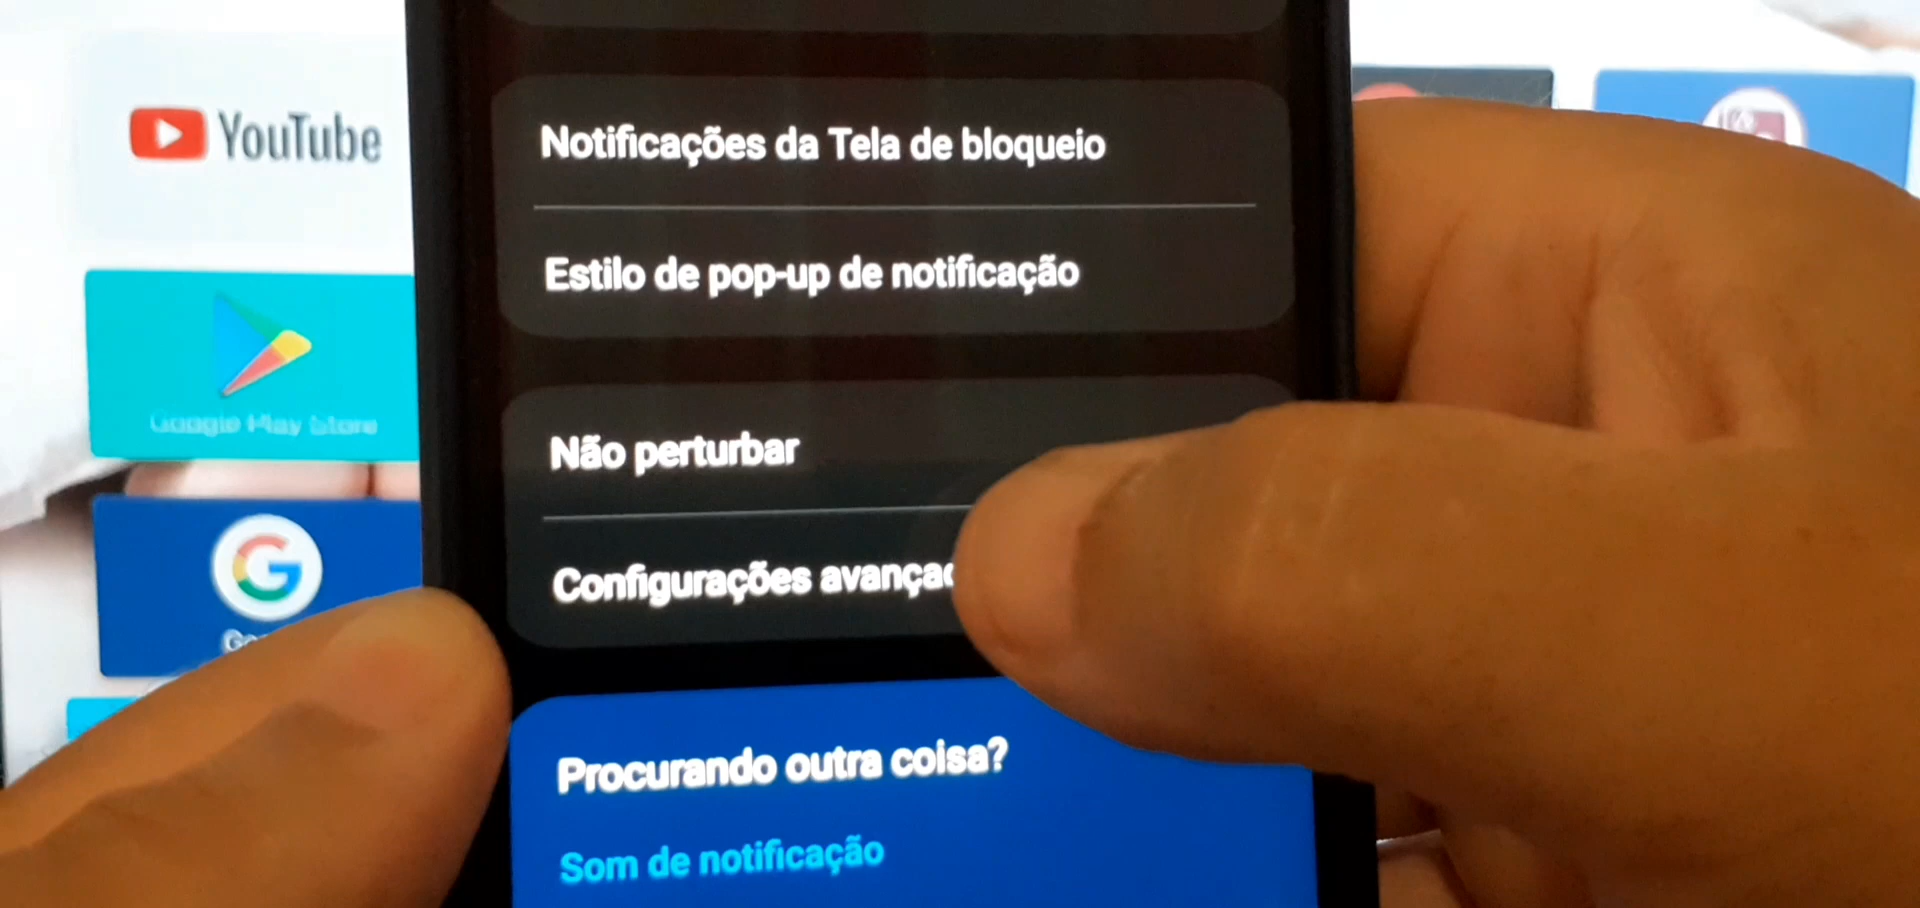 YouTube
Google Play Store
Notificações da Tela de bloqueio
Estilo de pop-up de notificação
Não perturbar
Configurações
Procurando outra coisa?
Som de notificação